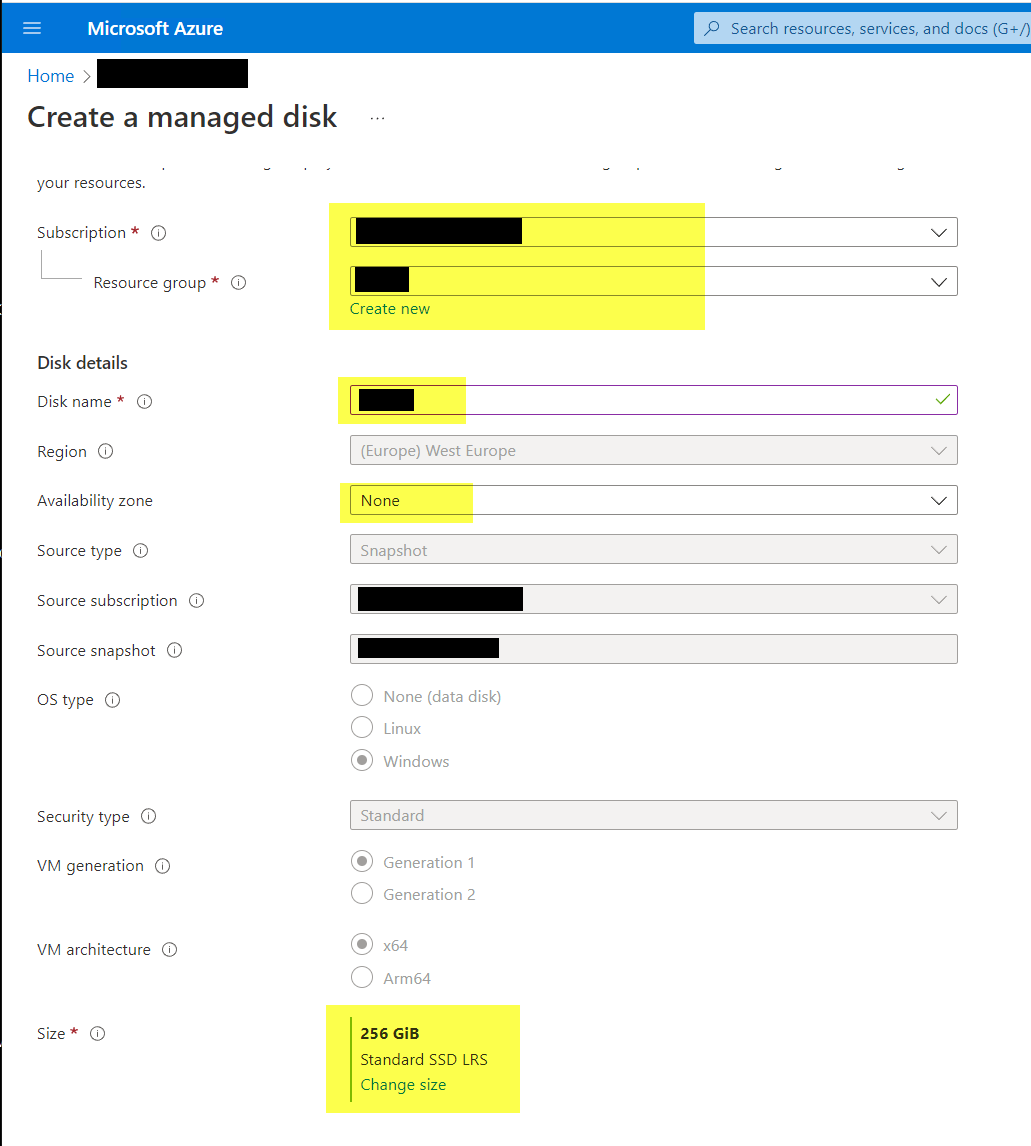 Microsoft Azure
Search resources, services, and docs (G+/)
Home >
Create a managed disk ...
your resources.
Subscription *
Resource group *
Create new
Disk details
Disk name *
Region
(Europe) West Europe
Availability zone
None
Source type
Snapshot
Source subscription
Source snapshot
OS type
None (data disk)
Linux
Windows
Security type
Standard
VM generation
Generation 1
Generation 2
VM architecture
x64
Arm64
Size *
256 GiB
Standard SSD LRS
Change size